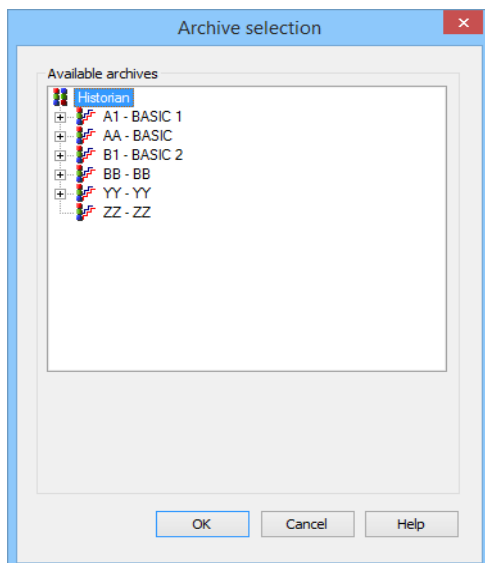 Archive selection
Available archives
Historian
A1 - BASIC 1
AA - BASIC
B1 - BASIC 2
BB - BB
YY - YY
ZZ - ZZ
OK Cancel Help